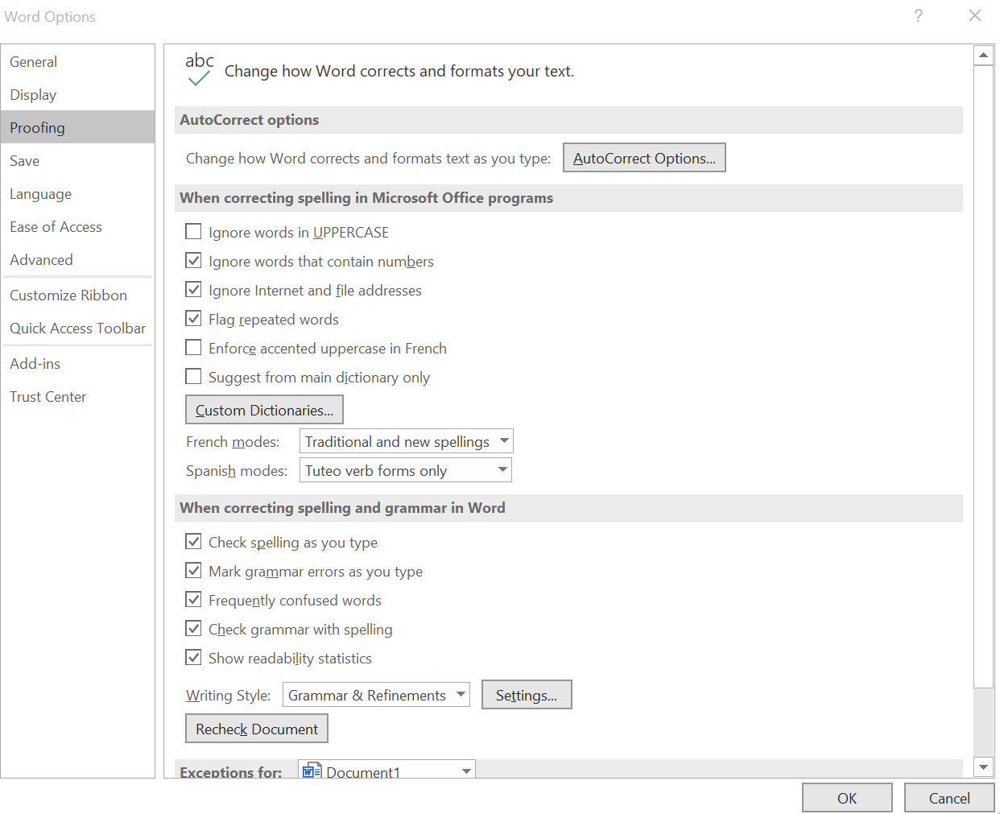 Word Options
General
Display
Proofing
Save
Language
Ease of Access
Advanced
Customize Ribbon
Quick Access Toolbar
Add-ins
Trust Center
abc
Change how Word corrects and formats your text.
AutoCorrect options
Change how Word corrects and formats text as you type: AutoCorrect Options...
When correcting spelling in Microsoft Office programs
Ignore words in UPPERCASE
Ignore words that contain numbers
Ignore Internet and file addresses
Flag repeated words
Enforce accented uppercase in French
Suggest from main dictionary only
Custom Dictionaries...
French modes: Traditional and new spellings
Spanish modes: Tuteo verb forms only
When correcting spelling and grammar in Word
Check spelling as you type
Mark grammar errors as you type
Frequently confused words
Check grammar with spelling
Show readability statistics
Writing Style: Grammar & Refinements Settings...
Recheck Document
Exceptions for: Document1
OK Cancel